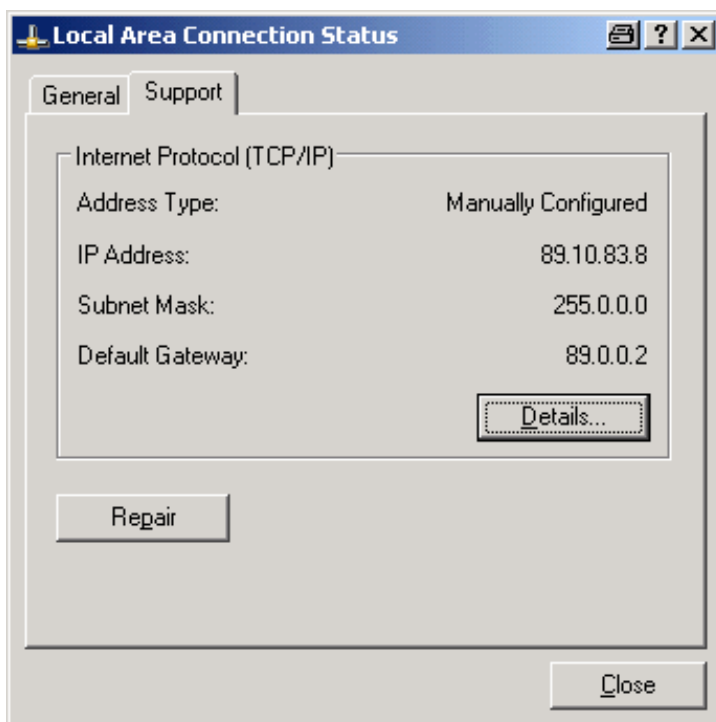 Local Area Connection Status
?
General Support
Internet Protocol (TCP/IP)
Address Type: Manually Configured
IP Address: 89.10.83.8
Subnet Mask: 255.0.0.0
Default Gateway: 89.0.0.2
Details...
Repair
Close